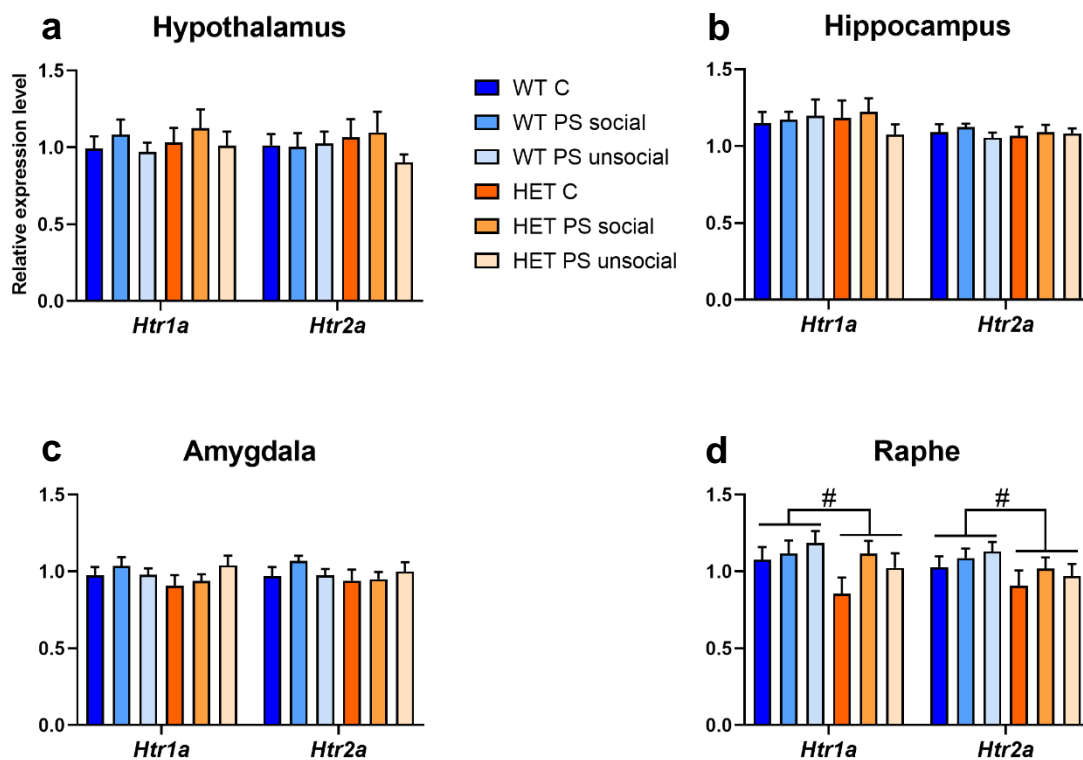 a Hypothalamus
Relative expression level
1.5
1.0
0.5
0.0
Htr1a Htr2a
WT C
WT PS social
WT PS unsocial
HET C
HET PS social
HET PS unsocial
b Hippocampus
1.5
1.0
0.5
0.0
Htr1a Htr2a
c Amygdala
1.5
1.0
0.5
0.0
Htr1a Htr2a
d Raphe
1.5
1.0
0.5
0.0
# #
Htr1a Htr2a